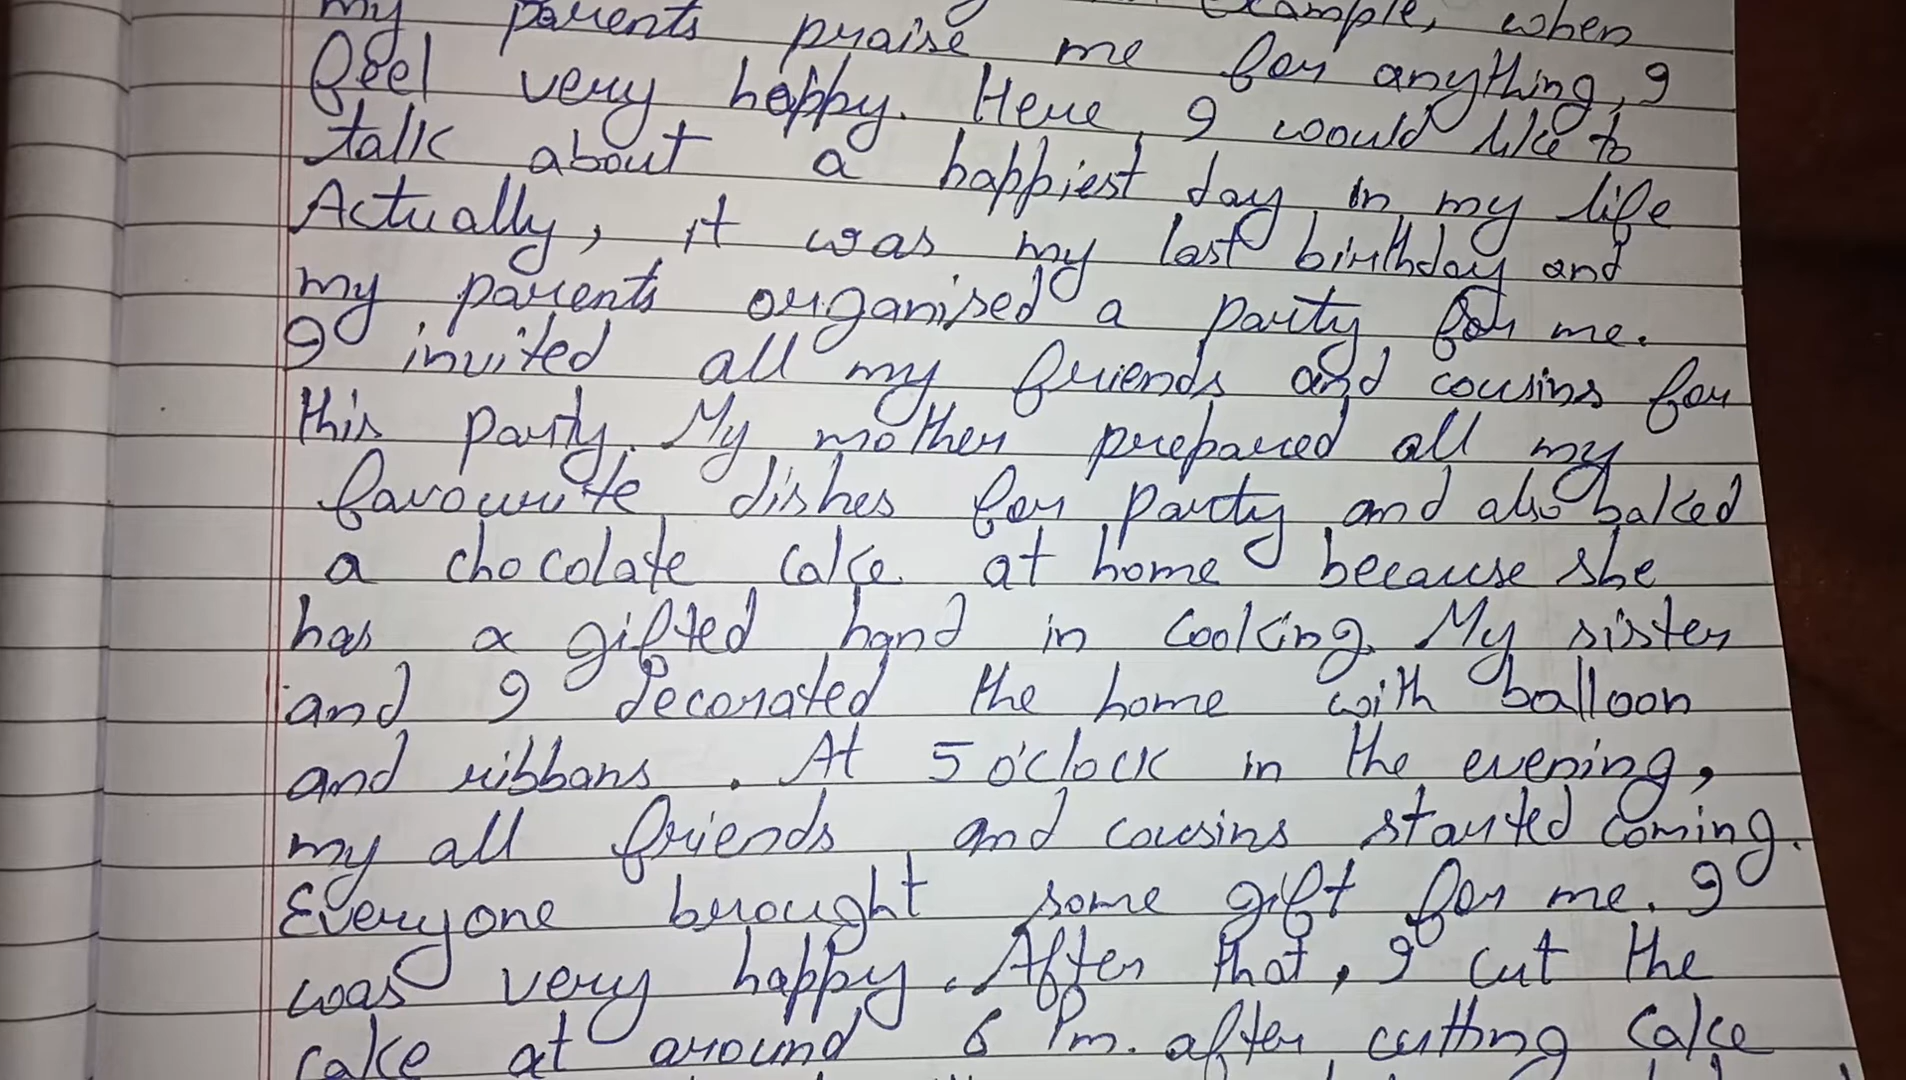 example, when
my parents praise me for anything, I
feel very happy. Here, I woould like to
talk about a happiest day in my life
Actually, it was my last birthday and
my parents organised a party for me.
I invited all my friends and cousins for
this party. My mother prepared all my
favourite dishes for party and also baked
a chocolate cake at home because she
has a gifted hand in cooking. My sister
and I decorated the home with balloon
and ribbons. At 5 o'clock in the evening,
my all friends and cousins started coming.
Everyone brought some gift for me. I
was very happy. After that, I cut the
cake at around 6 Pm. after cutting cake